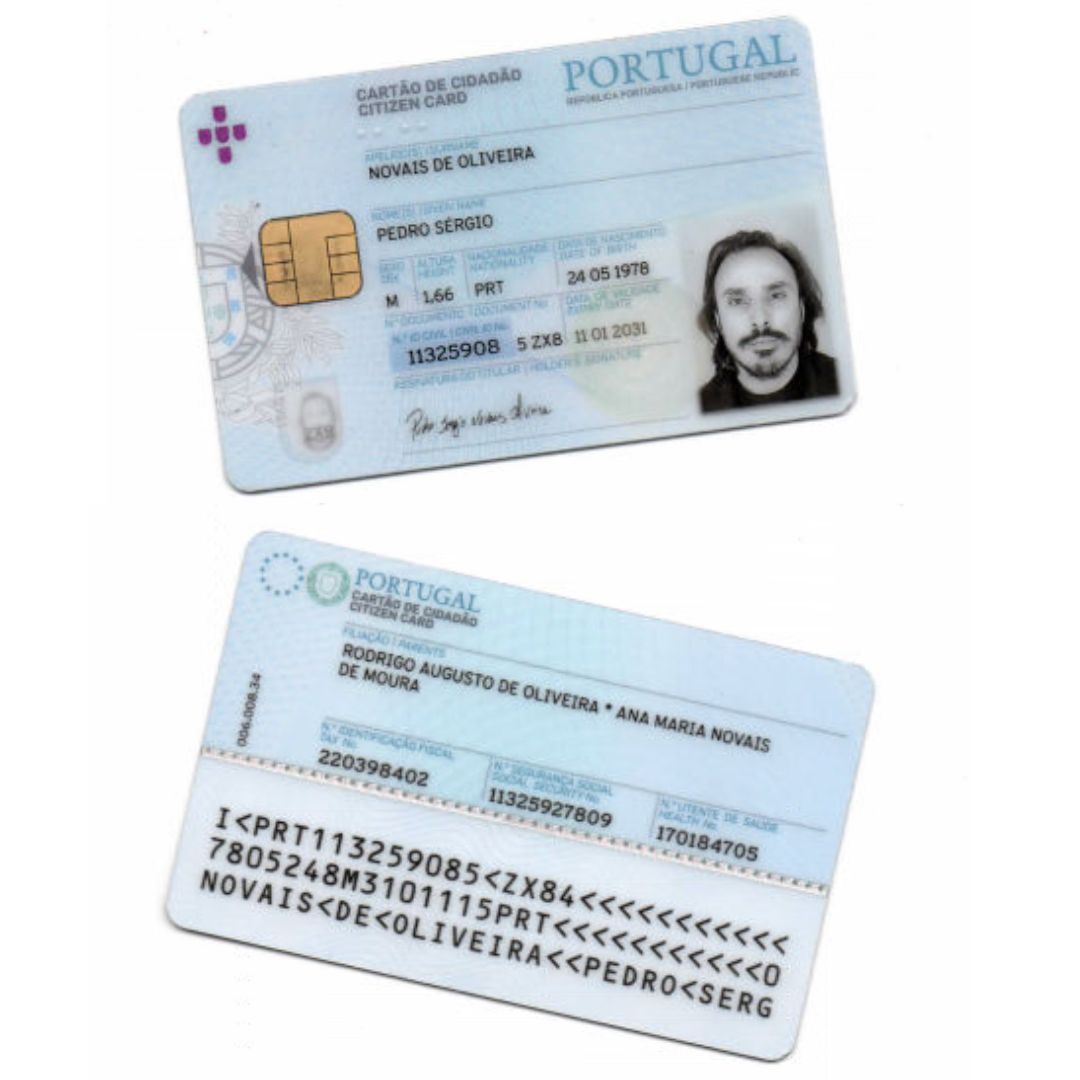 CARTÃO DE CIDADÃO
CITIZEN CARD
PORTUGAL
REPÚBLICA PORTUGUESA | PORTUGUESE REPUBLIC
APELIDO(S) | SURNAME
NOVAIS DE OLIVEIRA
NOME(S) | GIVEN NAME
PEDRO SÉRGIO
SEXO ALTURA NACIONALIDADE DATA DE NASCIMENTO
SEX HEIGHT NATIONALITY DATE OF BIRTH
M 1,66 PRT 24 05 1978
Nº DOCUMENTO | DOCUMENT No. DATA DE VALIDADE
N.º ID CIVIL | CIVIL ID No. EXPIRY DATE
11325908 5 ZX8 11 01 2031
ASSINATURA DO TITULAR | HOLDER'S SIGNATURE
PORTUGAL
CARTÃO DE CIDADÃO
CITIZEN CARD
FILIAÇÃO | PARENTS
RODRIGO AUGUSTO DE OLIVEIRA * ANA MARIA NOVAIS
DE MOURA
006.008.34
N.º IDENTIFICAÇÃO FISCAL N.º SEGURANÇA SOCIAL N.º UTENTE DE SAÚDE
TAX No. SOCIAL SECURITY No. HEALTH No.
220398402 11325927809 170184705
I<PRT113259085<ZX84<<<<<<<<<<<
7805248M3101115PRT<<<<<<<<<<<0
NOVAIS<DE<OLIVEIRA<<PEDRO<SERG